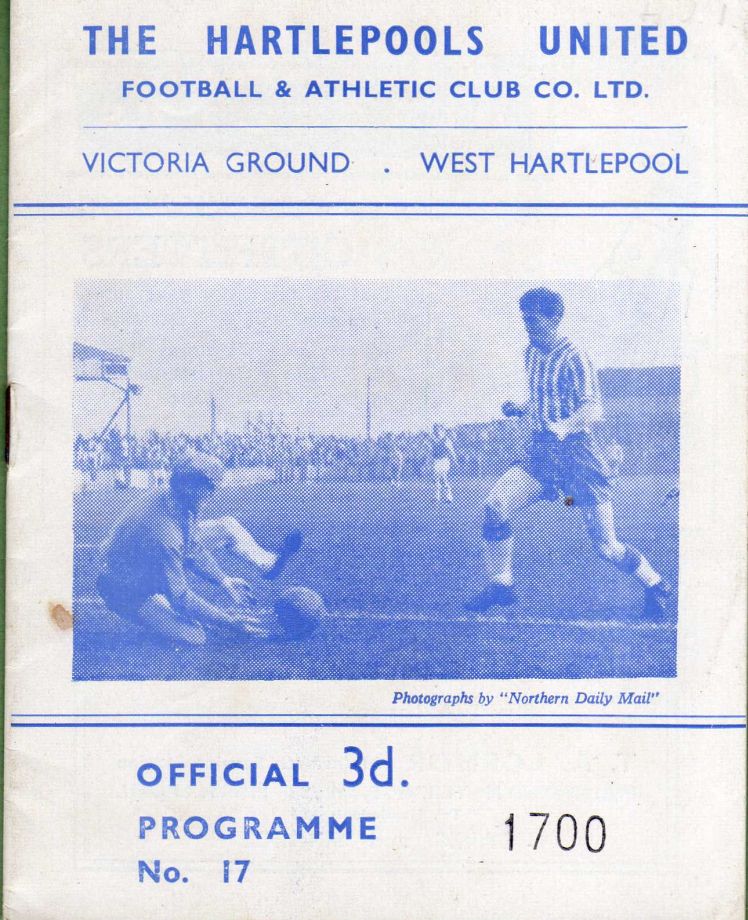 THE HARTLEPOOLS UNITED
FOOTBALL & ATHLETIC CLUB CO. LTD.
VICTORIA GROUND . WEST HARTLEPOOL
Photographs by "Northern Daily Mail"
OFFICIAL 3d.
PROGRAMME
No. 17
1700